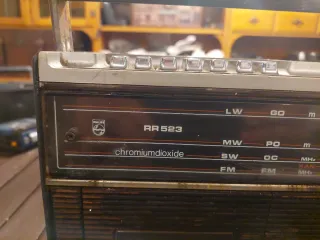 LW GO m
RR 523
MW PO m
chromiumdioxide SW OC MHz
FM FM